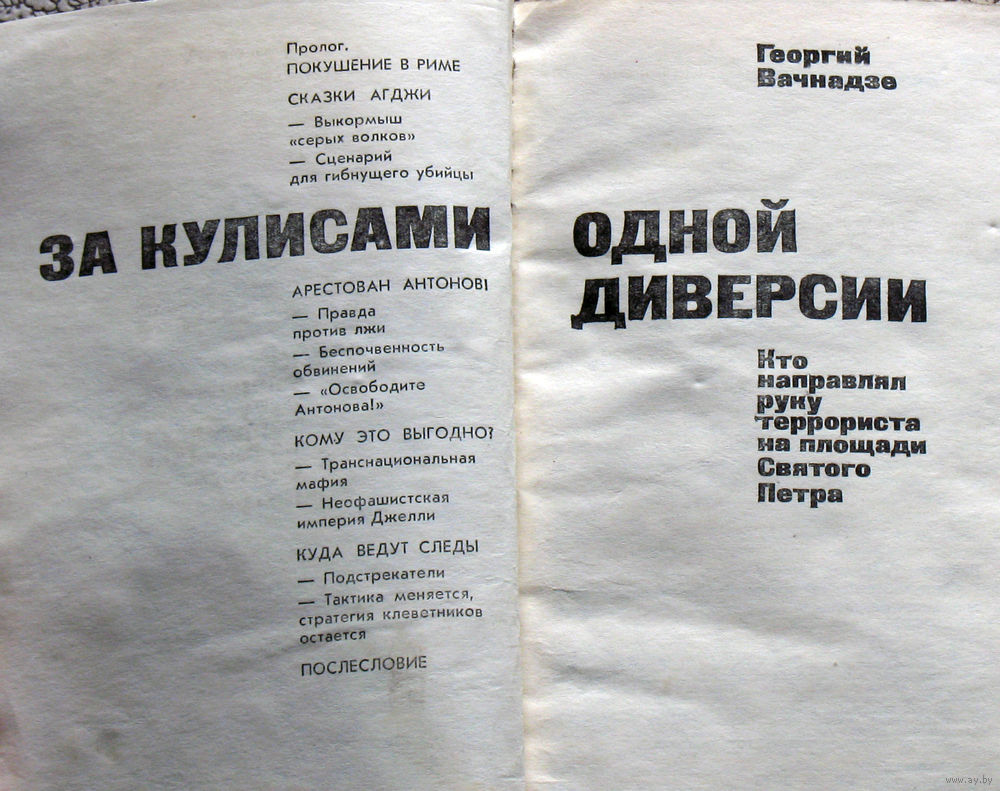 Пролог.
ПОКУШЕНИЕ В РИМЕ
СКАЗКИ АГДЖИ
— Выкормыш
«серых волков»
— Сценарий
для гибнущего убийцы
ЗА КУЛИСАМИ
АРЕСТОВАН АНТОНОВ!
— Правда
против лжи
— Беспочвенность
обвинений
— «Освободите
Антонова!»
КОМУ ЭТО ВЫГОДНО?
— Транснациональная
мафия
— Неофашистская
империя Джелли
КУДА ВЕДУТ СЛЕДЫ
— Подстрекатели
— Тактика меняется,
стратегия клеветников
остается
ПОСЛЕСЛОВИЕ
Георгий
Вачнадзе
ОДНОЙ
ДИВЕРСИИ
Кто
направлял
руку
террориста
на площади
Святого
Петра
www.ay.by